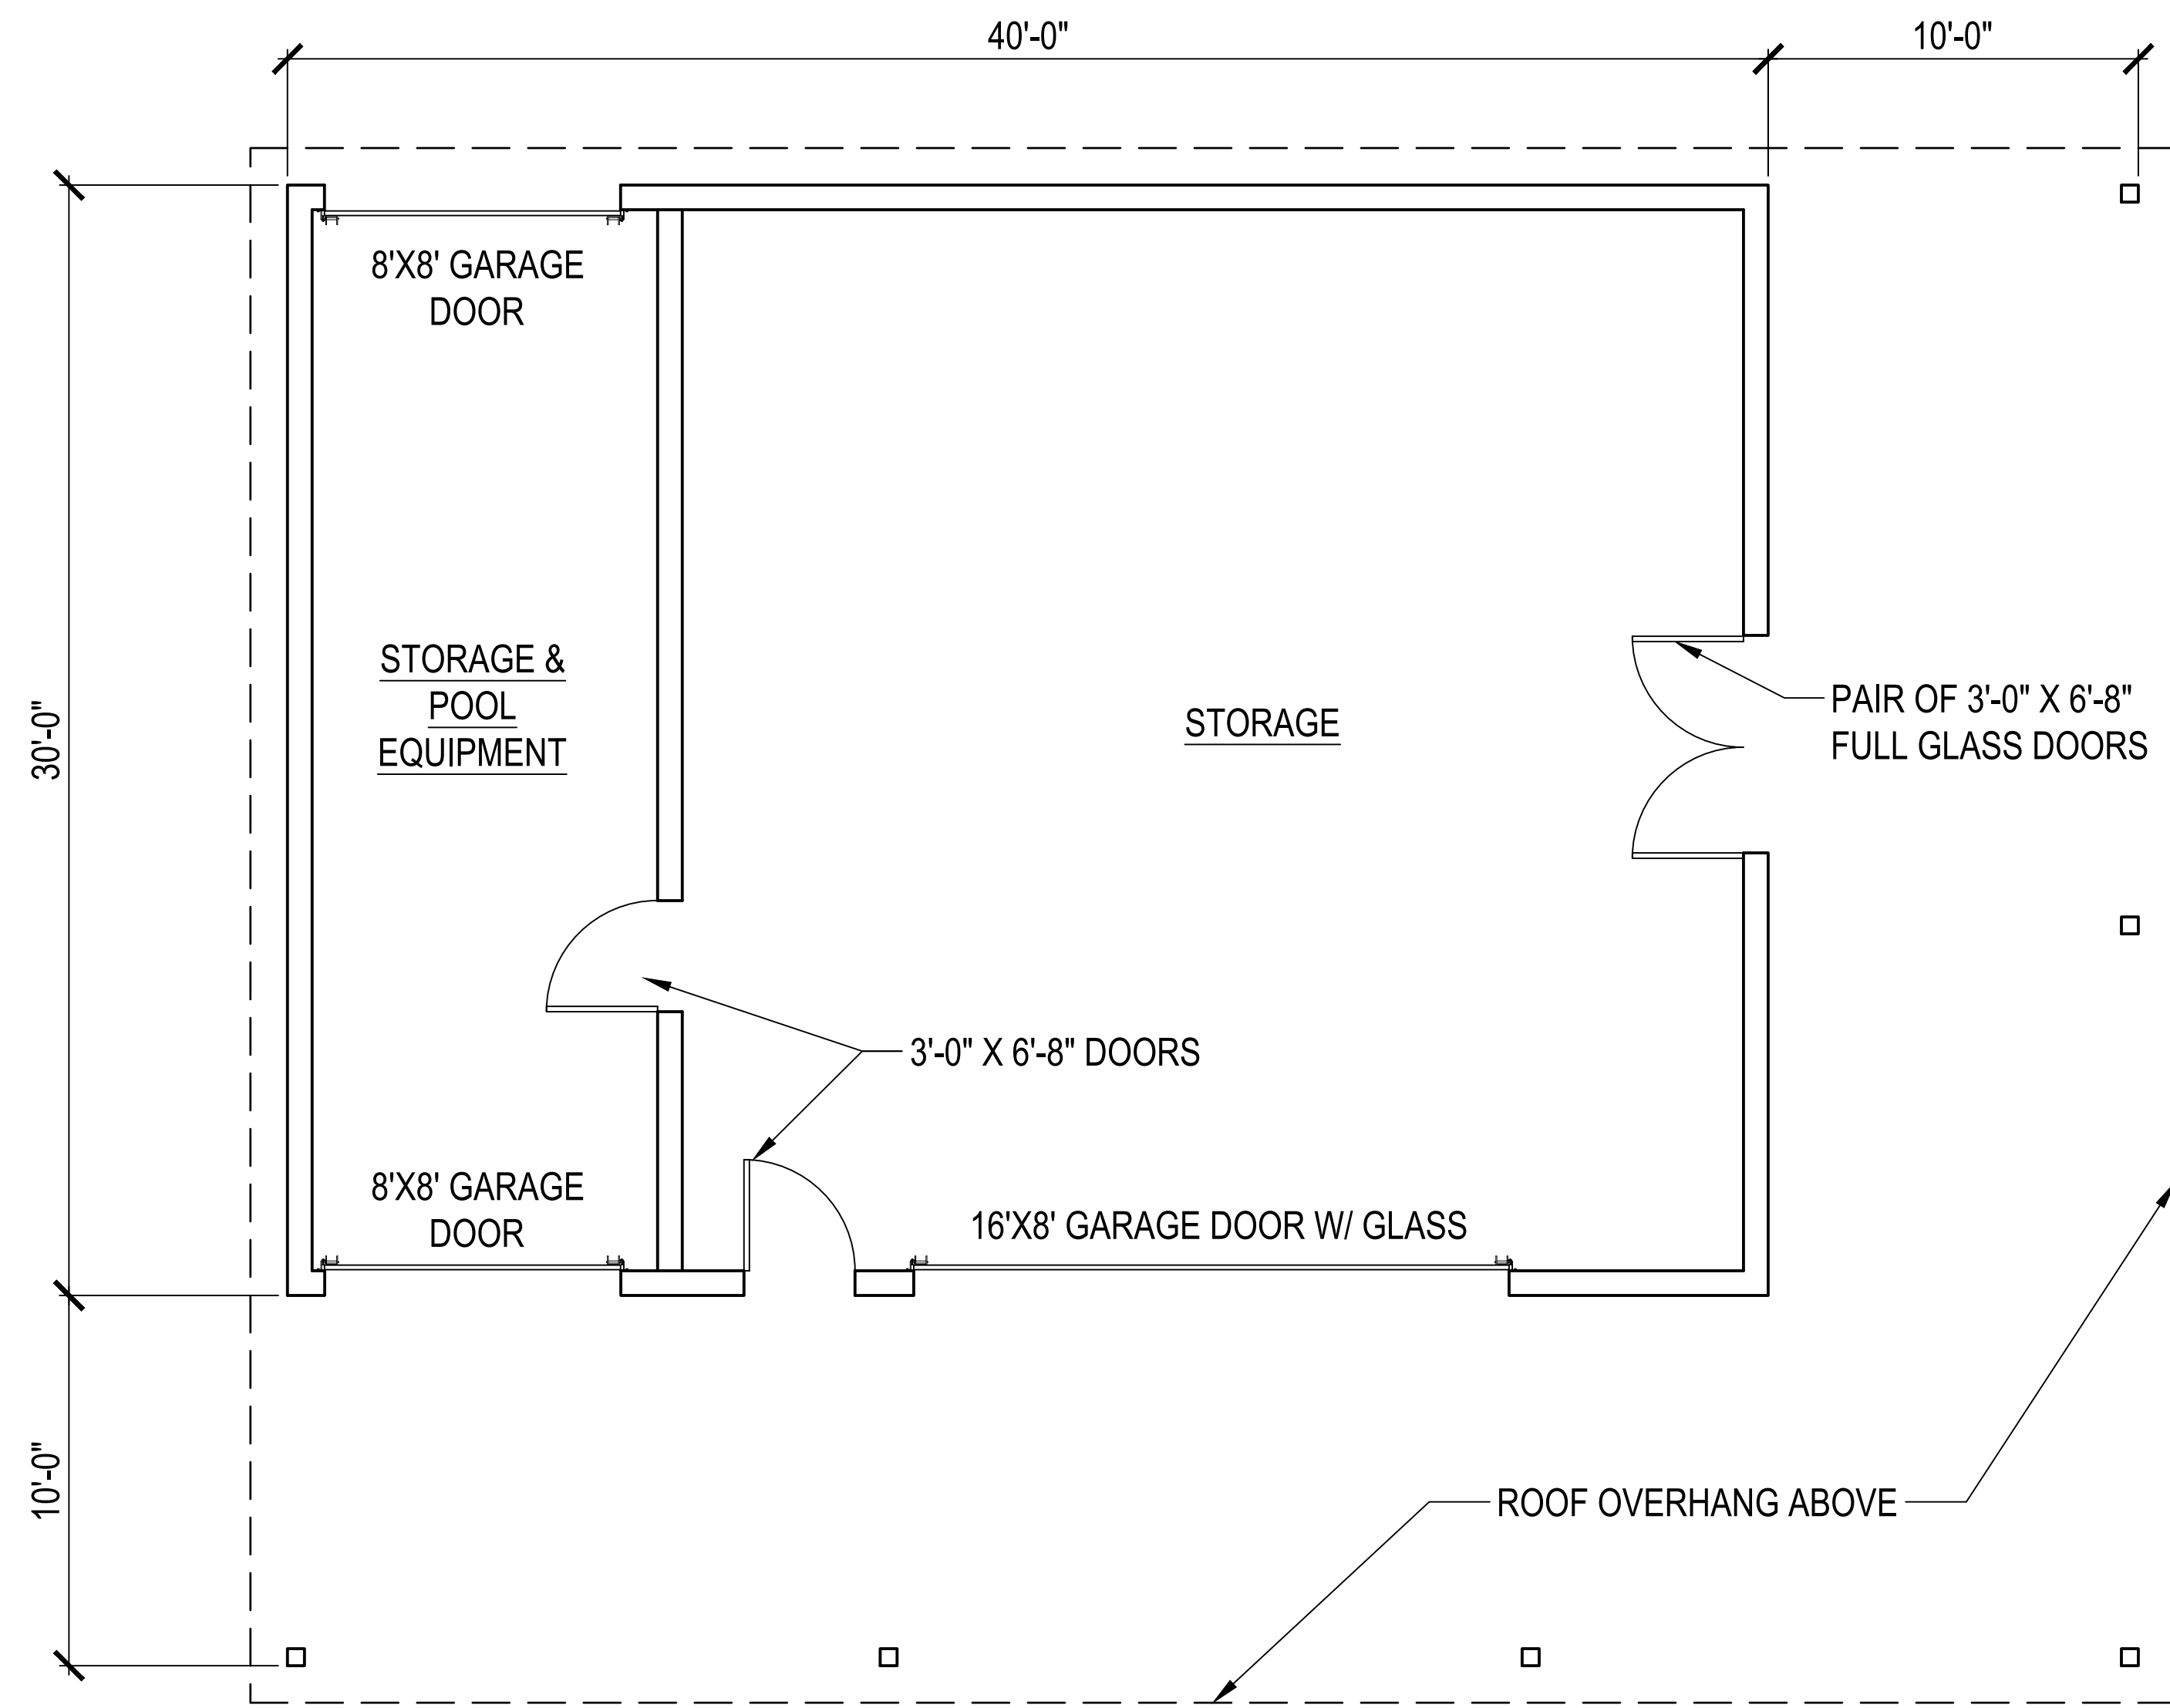 40'-0"
10'-0"
8'X8' GARAGE
DOOR
STORAGE &
POOL
EQUIPMENT
STORAGE
PAIR OF 3'-0" X 6'-8"
FULL GLASS DOORS
30'-0"
3'-0" X 6'-8" DOORS
8'X8' GARAGE
DOOR
16'X8' GARAGE DOOR W/ GLASS
10'-0"
ROOF OVERHANG ABOVE